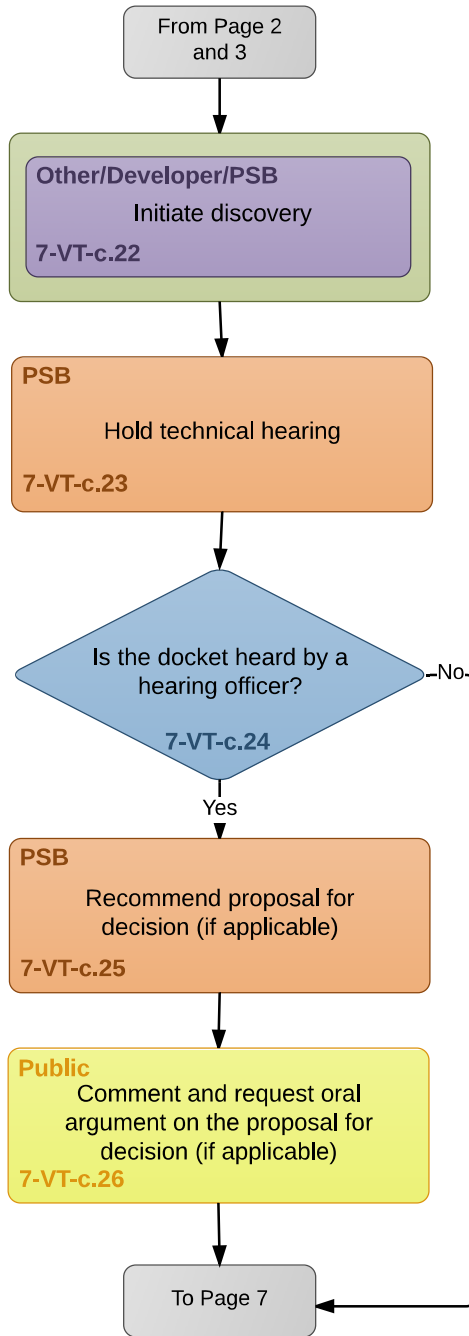 From Page 2
and 3
Other/Developer/PSB
Initiate discovery
7-VT-c.22
PSB
Hold technical hearing
7-VT-c.23
Is the docket heard by a
hearing officer?
7-VT-c.24
No
Yes
PSB
Recommend proposal for
decision (if applicable)
7-VT-c.25
Public
Comment and request oral
argument on the proposal for
decision (if applicable)
7-VT-c.26
To Page 7